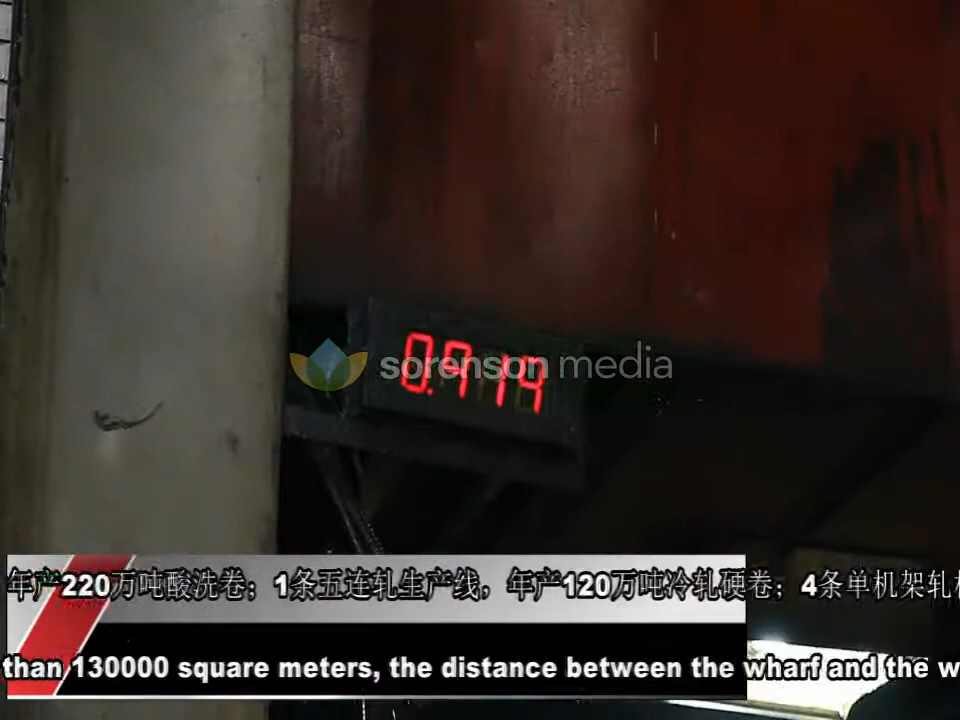 0.919
sorenson media
年产220万吨酸洗卷；1条五连轧生产线，年产120万吨冷轧硬卷；4条单机架轧
than 130000 square meters, the distance between the wharf and the w